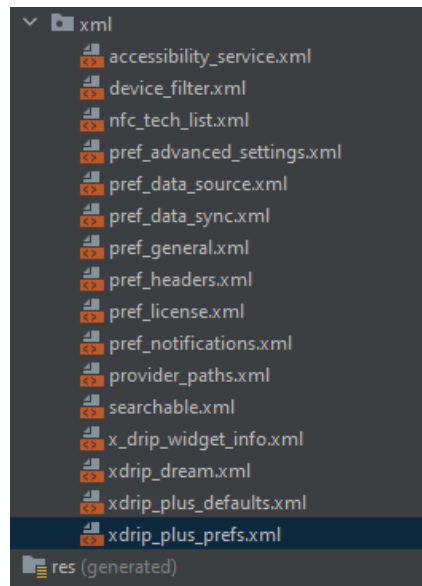 xml
accessibility_service.xml
device_filter.xml
nfc_tech_list.xml
pref_advanced_settings.xml
pref_data_source.xml
pref_data_sync.xml
pref_general.xml
pref_headers.xml
pref_license.xml
pref_notifications.xml
provider_paths.xml
searchable.xml
x_drip_widget_info.xml
xdrip_dream.xml
xdrip_plus_defaults.xml
xdrip_plus_prefs.xml
res (generated)